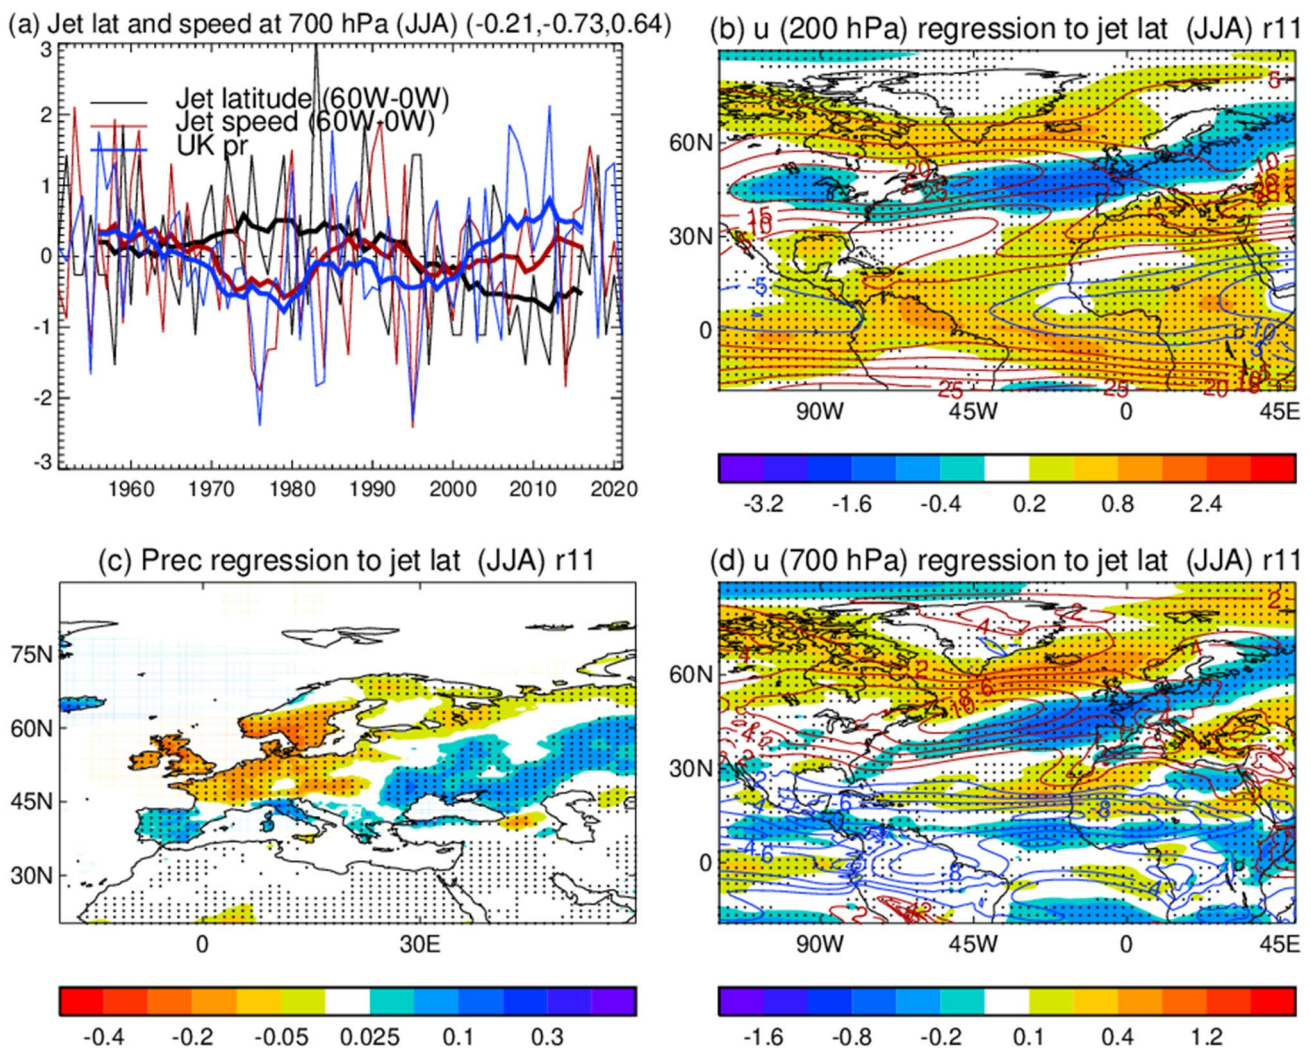 (a) Jet lat and speed at 700 hPa (JJA) (-0.21,-0.73,0.64)
3
2
1
0
-1
-2
-3
Jet latitude (60W-0W)
Jet speed (60W-0W)
UK pr
1960 1970 1980 1990 2000 2010 2020
(b) u (200 hPa) regression to jet lat (JJA) r11
60N
30N
0
90W 45W 0 45E
-3.2 -1.6 -0.4 0.2 0.8 2.4
(c) Prec regression to jet lat (JJA) r11
75N
60N
45N
30N
0 30E
-0.4 -0.2 -0.05 0.025 0.1 0.3
(d) u (700 hPa) regression to jet lat (JJA) r11
60N
30N
0
90W 45W 0 45E
-1.6 -0.8 -0.2 0.1 0.4 1.2